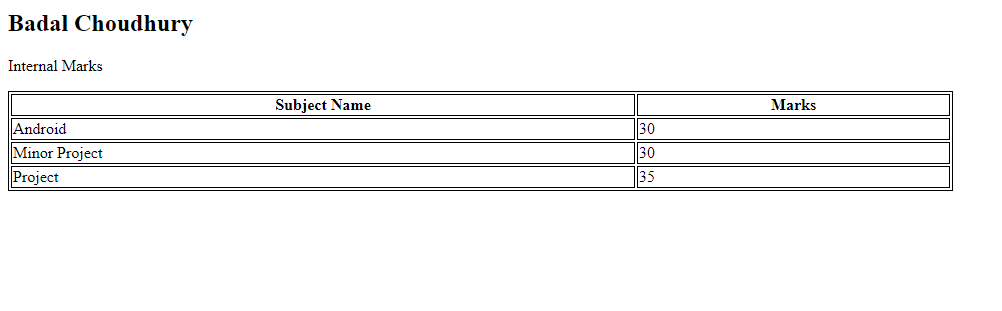 Badal Choudhury
Internal Marks
Subject Name Marks
Android 30
Minor Project 30
Project 35